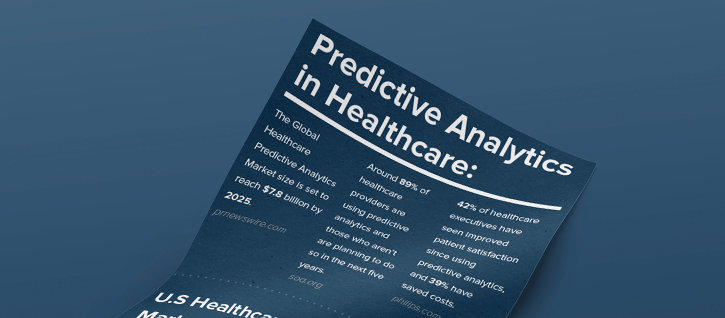 Predictive Analytics
in Healthcare:
The Global
Healthcare
Predictive Analytics
Market size is set to
reach $7.8 billion by
2025.
prnewswire.com
Around 89% of
healthcare
providers are
using predictive
analytics and
those who aren't
are planning to do
so in the next five
years.
soa.org
42% of healthcare
executives have
seen improved
patient satisfaction
since using
predictive analytics,
and 39% have
saved costs.
philips.com
U.S Healthcare